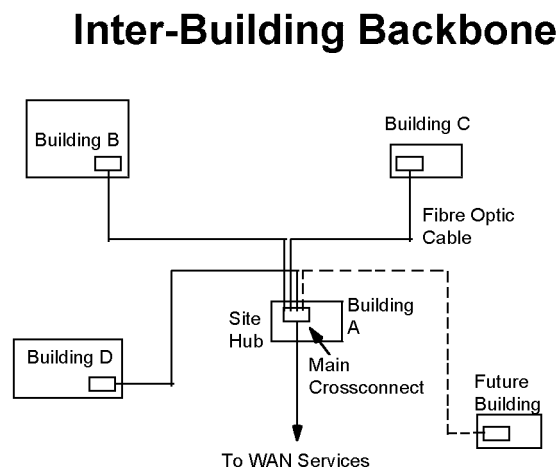 Inter-Building Backbone
Building B
Building C
Fibre Optic
Cable
Site
Hub
Building
A
Main
Crossconnect
Building D
Future
Building
To WAN Services